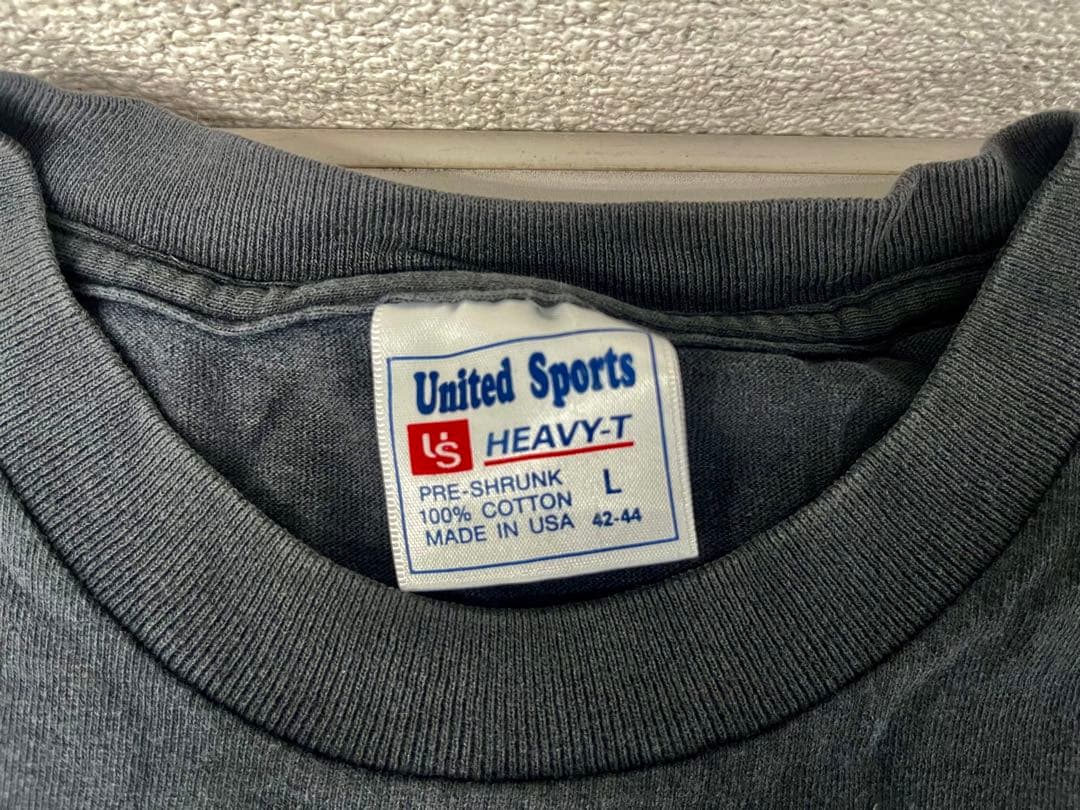 United Sports
US HEAVY-T
PRE-SHRUNK L
100% COTTON
MADE IN USA 42-44